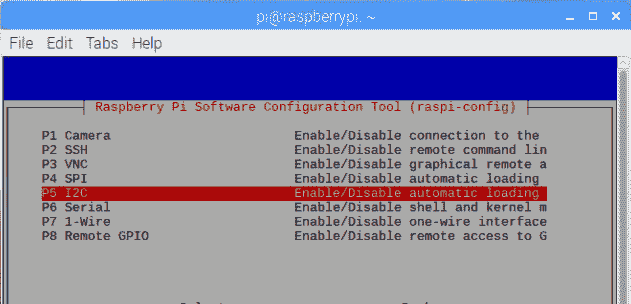 pi@raspberrypi: ~
File Edit Tabs Help
Raspberry Pi Software Configuration Tool (raspi-config)
P1 Camera Enable/Disable connection to the
P2 SSH Enable/Disable remote command lin
P3 VNC Enable/Disable graphical remote a
P4 SPI Enable/Disable automatic loading
P5 I2C Enable/Disable automatic loading
P6 Serial Enable/Disable shell and kernel m
P7 1-Wire Enable/Disable one-wire interface
P8 Remote GPIO Enable/Disable remote access to G